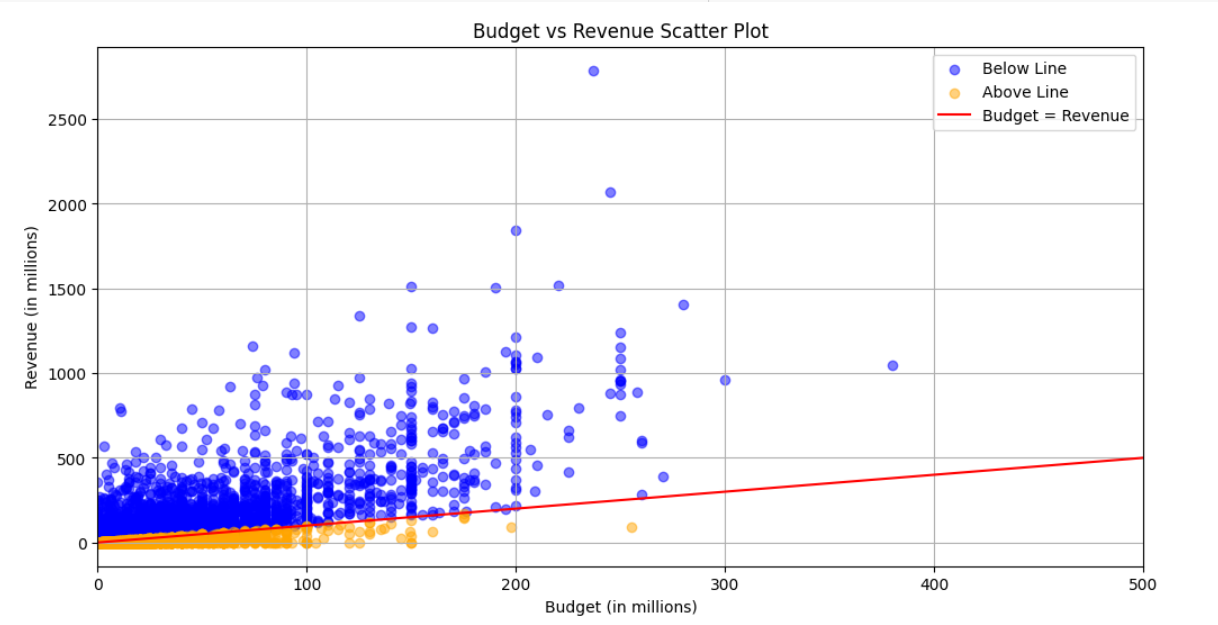 Budget vs Revenue Scatter Plot
Below Line
Above Line
Budget = Revenue
Revenue (in millions)
2500
2000
1500
1000
500
0
0 100 200 300 400 500
Budget (in millions)